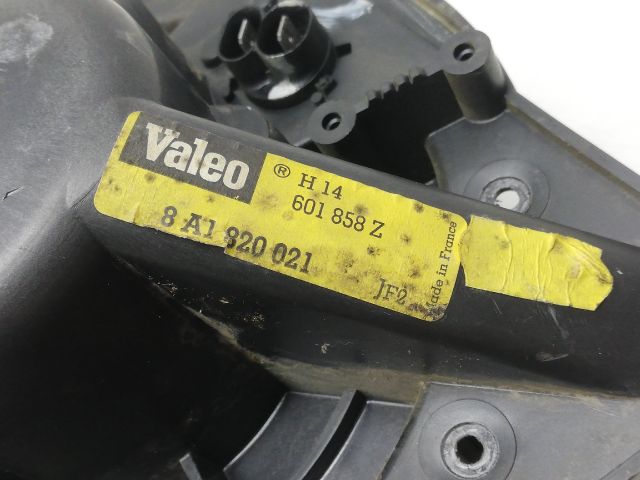 Valeo ® H 14
601 858 Z
8 A1 820 021
JF2
Made in France